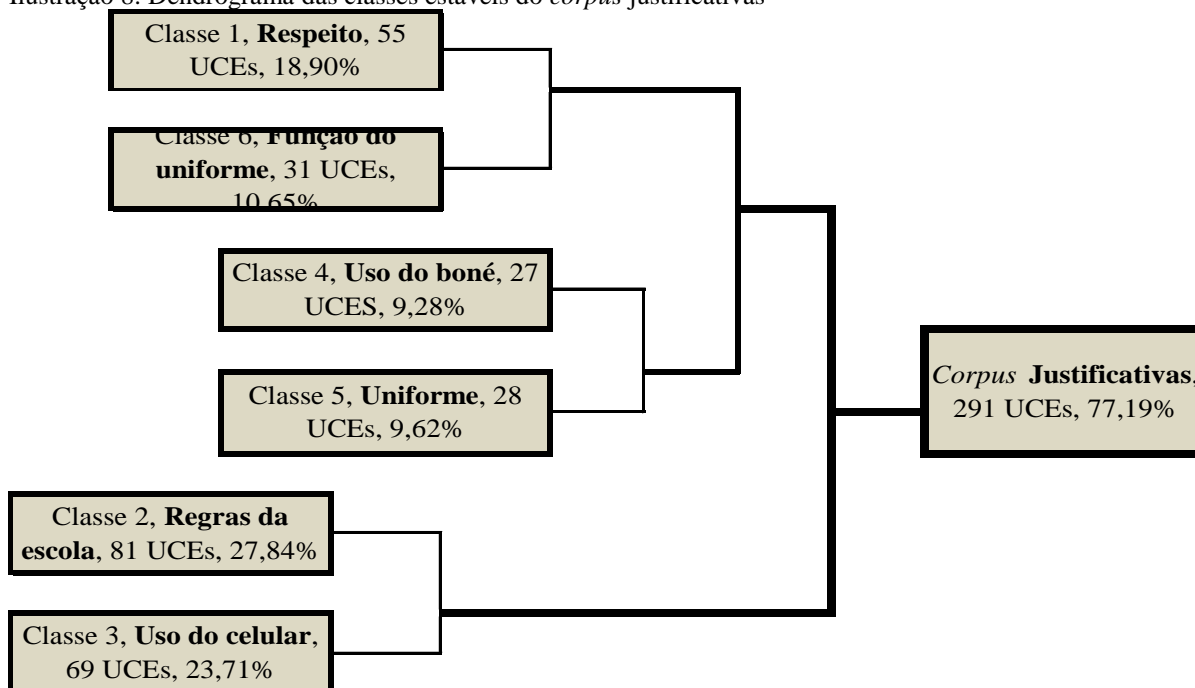 Ilustração 8: Dendrograma das classes estáveis do corpus justificativas
Classe 1, Respeito, 55
UCEs, 18,90%
Classe 6, Função do
uniforme, 31 UCEs,
10,65%
Classe 4, Uso do boné, 27
UCES, 9,28%
Classe 5, Uniforme, 28
UCEs, 9,62%
Corpus Justificativas,
291 UCEs, 77,19%
Classe 2, Regras da
escola, 81 UCEs, 27,84%
Classe 3, Uso do celular,
69 UCEs, 23,71%